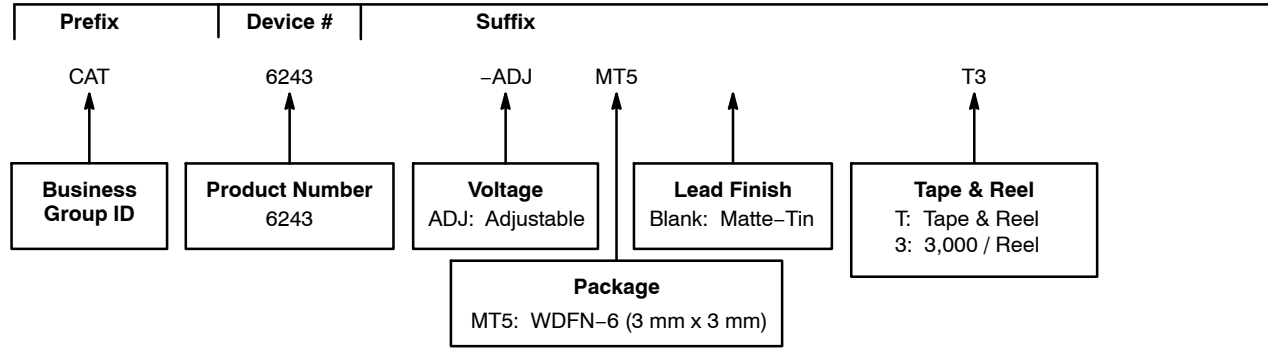 Prefix Device # Suffix
CAT 6243 −ADJ MT5 T3
Business
Group ID
Product Number
6243
Voltage
ADJ: Adjustable
Lead Finish
Blank: Matte−Tin
Tape & Reel
T: Tape & Reel
3: 3,000 / Reel
Package
MT5: WDFN−6 (3 mm x 3 mm)